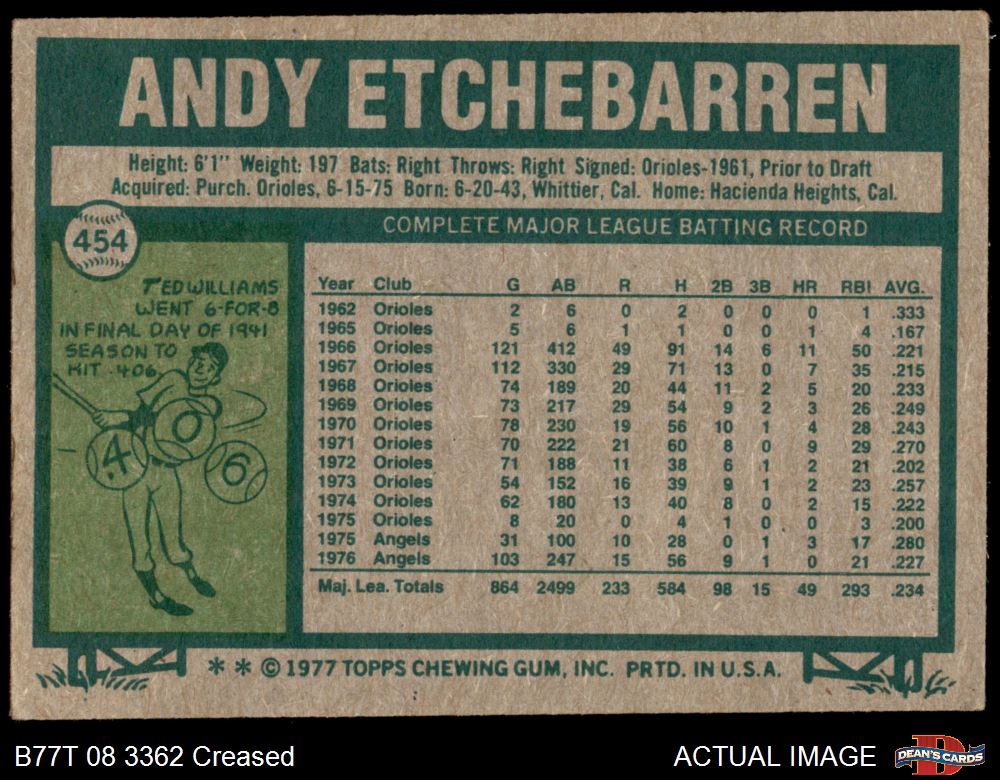 ANDY ETCHEBARREN
Height: 6'1" Weight: 197 Bats: Right Throws: Right Signed: Orioles-1961, Prior to Draft
Acquired: Purch. Orioles, 6-15-75 Born: 6-20-43, Whittier, Cal. Home: Hacienda Heights, Cal.
454
TED WILLIAMS
WENT 6-FOR-8
IN FINAL DAY OF 1941
SEASON TO
HIT .406.
.4 0 6
COMPLETE MAJOR LEAGUE BATTING RECORD
Year Club G AB R H 2B 3B HR RBI AVG.
1962 Orioles 2 6 0 2 0 0 0 1 .333
1965 Orioles 5 6 1 1 0 0 1 4 .167
1966 Orioles 121 412 49 91 14 6 11 50 .221
1967 Orioles 112 330 29 71 13 0 7 35 .215
1968 Orioles 74 189 20 44 11 2 5 20 .233
1969 Orioles 73 217 29 54 9 2 3 26 .249
1970 Orioles 78 230 19 56 10 1 4 28 .243
1971 Orioles 70 222 21 60 8 0 9 29 .270
1972 Orioles 71 188 11 38 6 1 2 21 .202
1973 Orioles 54 152 16 39 9 1 2 23 .257
1974 Orioles 62 180 13 40 8 0 2 15 .222
1975 Orioles 8 20 0 4 1 0 0 3 .200
1975 Angels 31 100 10 28 0 1 3 17 .280
1976 Angels 103 247 15 56 9 1 0 21 .227
Maj. Lea. Totals 864 2499 233 584 98 15 49 293 .234
** © 1977 TOPPS CHEWING GUM, INC. PRTD. IN U.S.A.
B77T 08 3362 Creased
ACTUAL IMAGE
DEAN'S CARDS